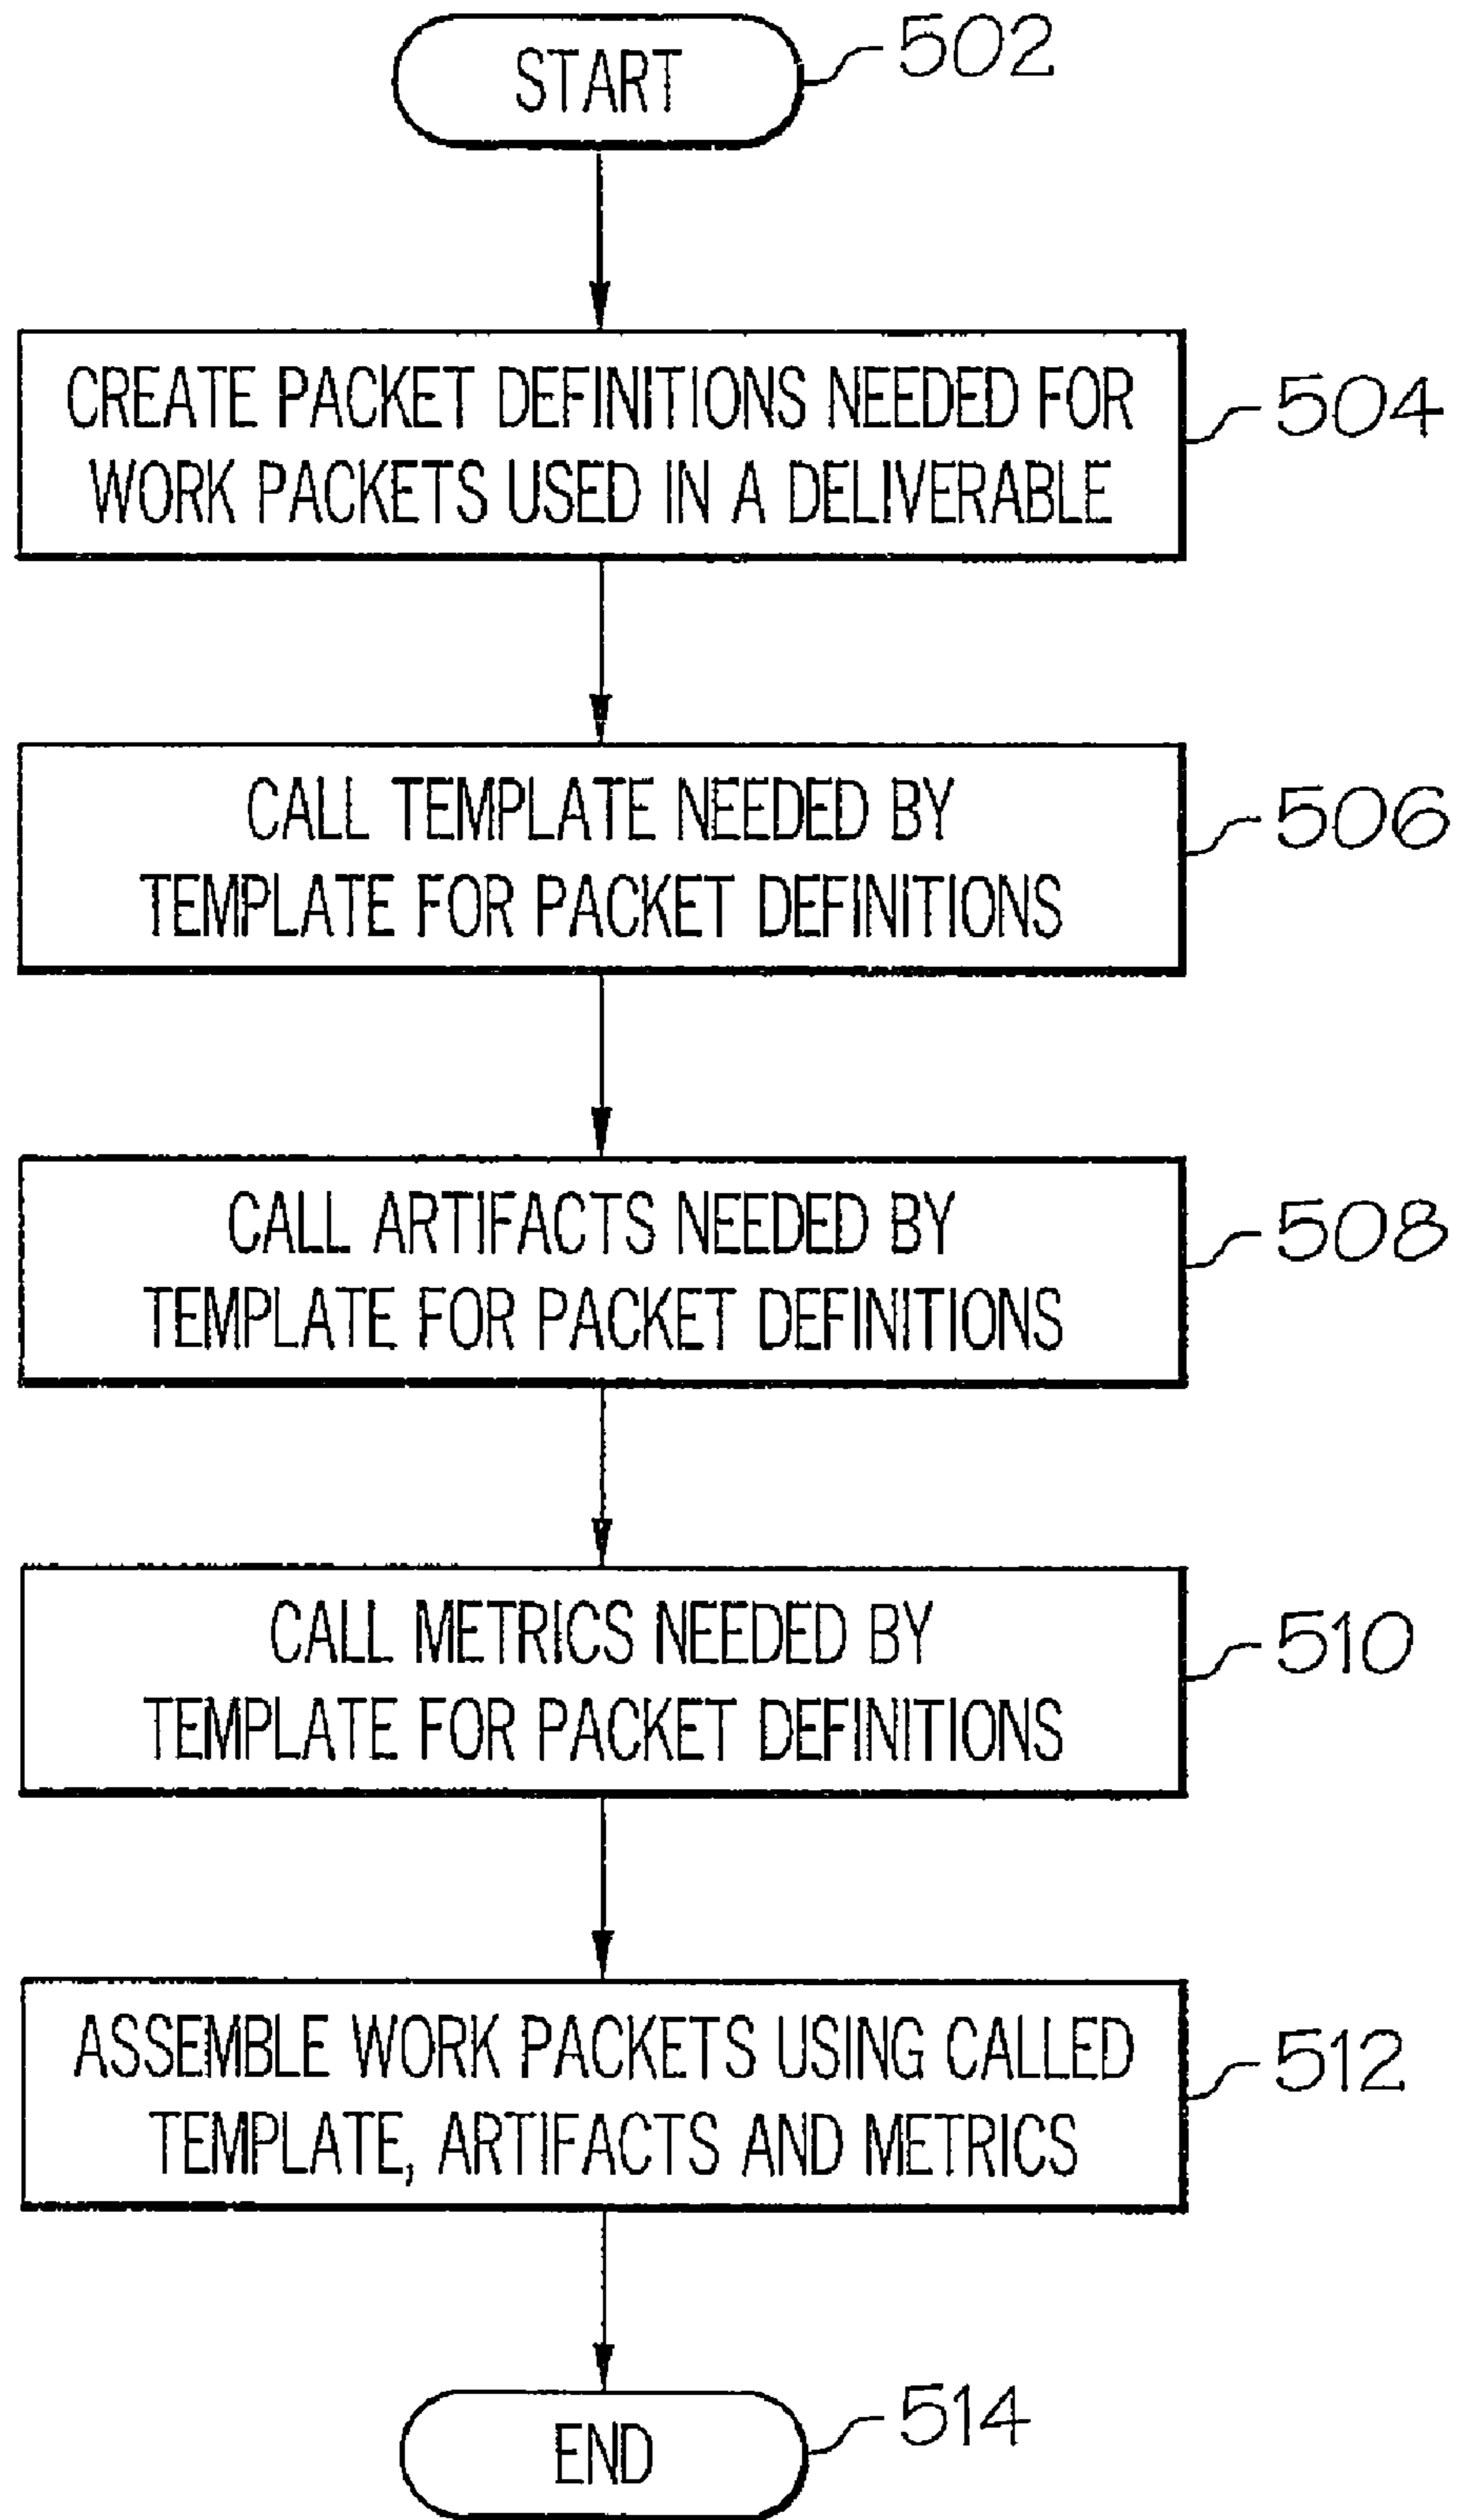 START
502
CREATE PACKET DEFINITIONS NEEDED FOR
WORK PACKETS USED IN A DELIVERABLE
504
CALL TEMPLATE NEEDED BY
TEMPLATE FOR PACKET DEFINITIONS
506
CALL ARTIFACTS NEEDED BY
TEMPLATE FOR PACKET DEFINITIONS
508
CALL METRICS NEEDED BY
TEMPLATE FOR PACKET DEFINITIONS
510
ASSEMBLE WORK PACKETS USING CALLED
TEMPLATE, ARTIFACTS AND METRICS
512
END
514